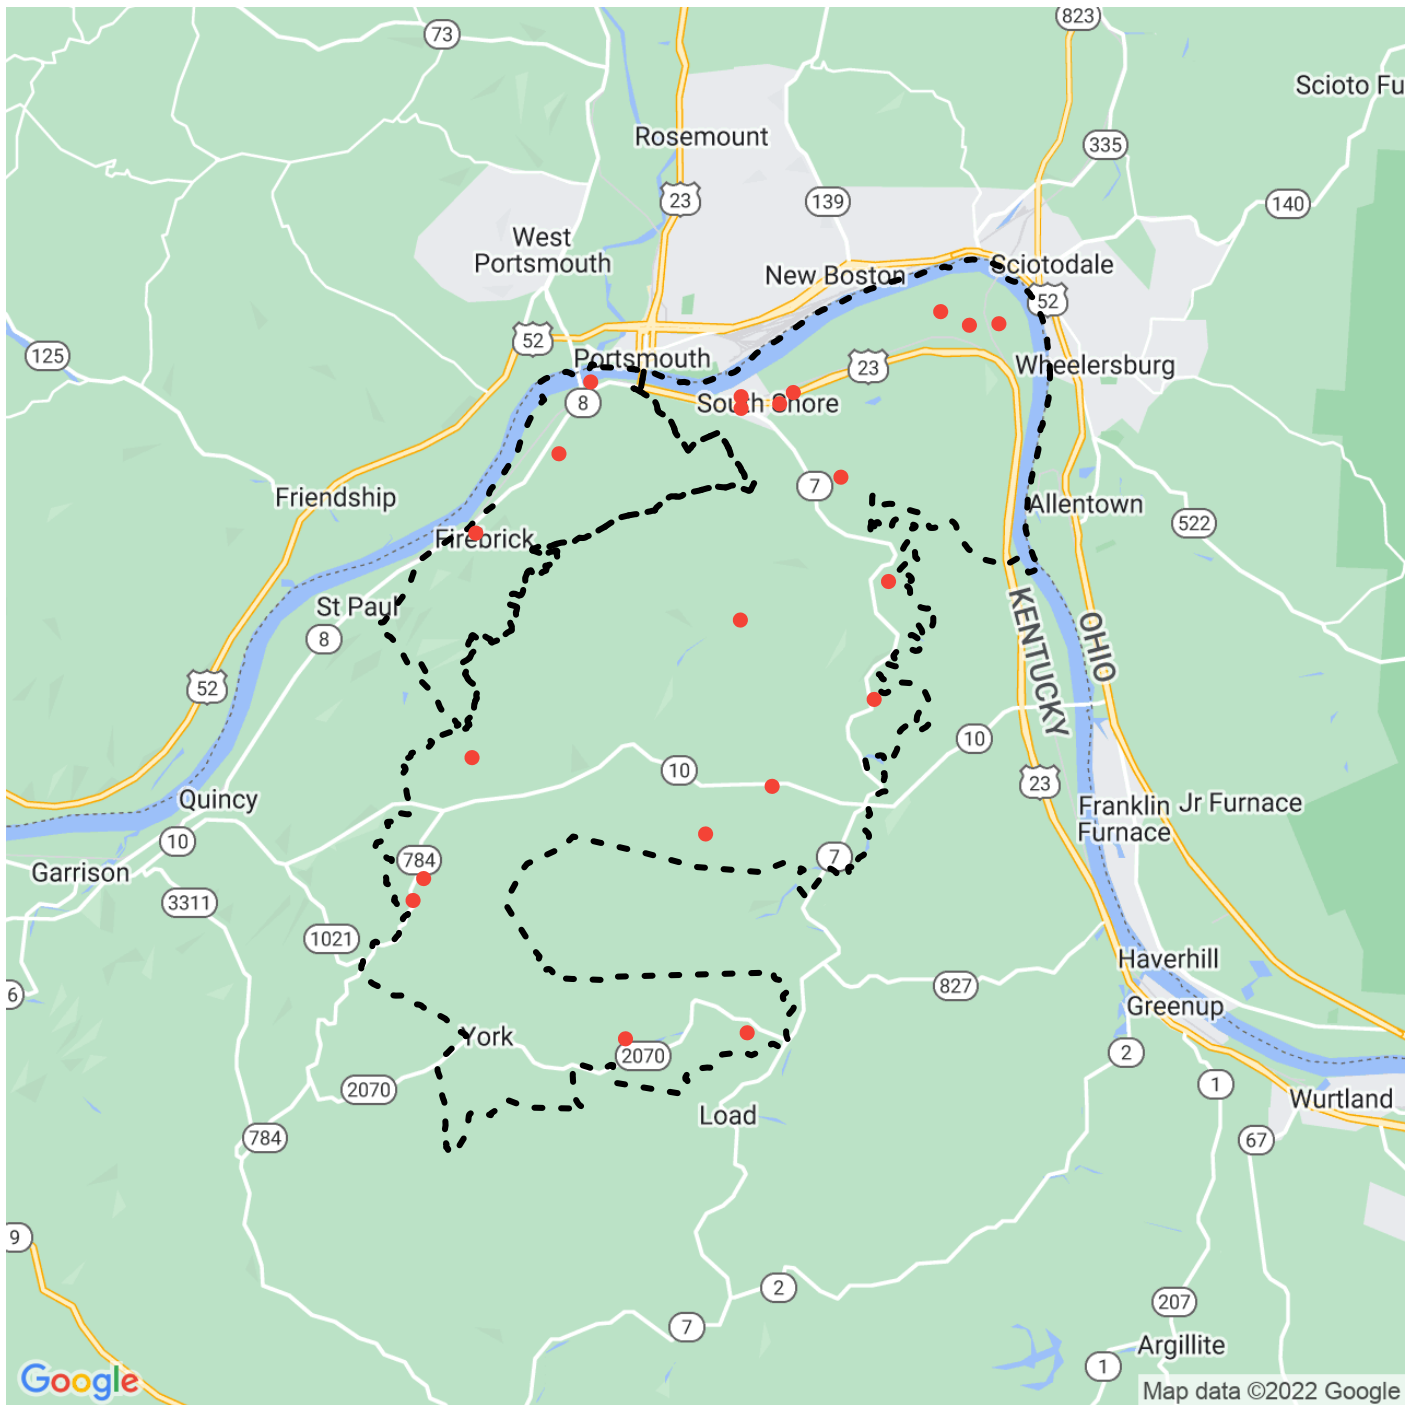 823
73
Scioto Fu
Rosemount
335
23
139
140
West
Portsmouth
New Boston
Sciotodale
52
52
125
Portsmouth
Wheelersburg
23
8
South Shore
7
Friendship
Allentown
522
Firebrick
St Paul
8
KENTUCKY
OHIO
52
10
10
23
Quincy
Franklin
Furnace
Jr Furnace
10
7
784
Garrison
3311
1021
Haverhill
6
827
Greenup
York
2
2070
2070
1
Wurtland
Load
784
67
9
2
207
7
Argillite
1
Google
Map data ©2022 Google